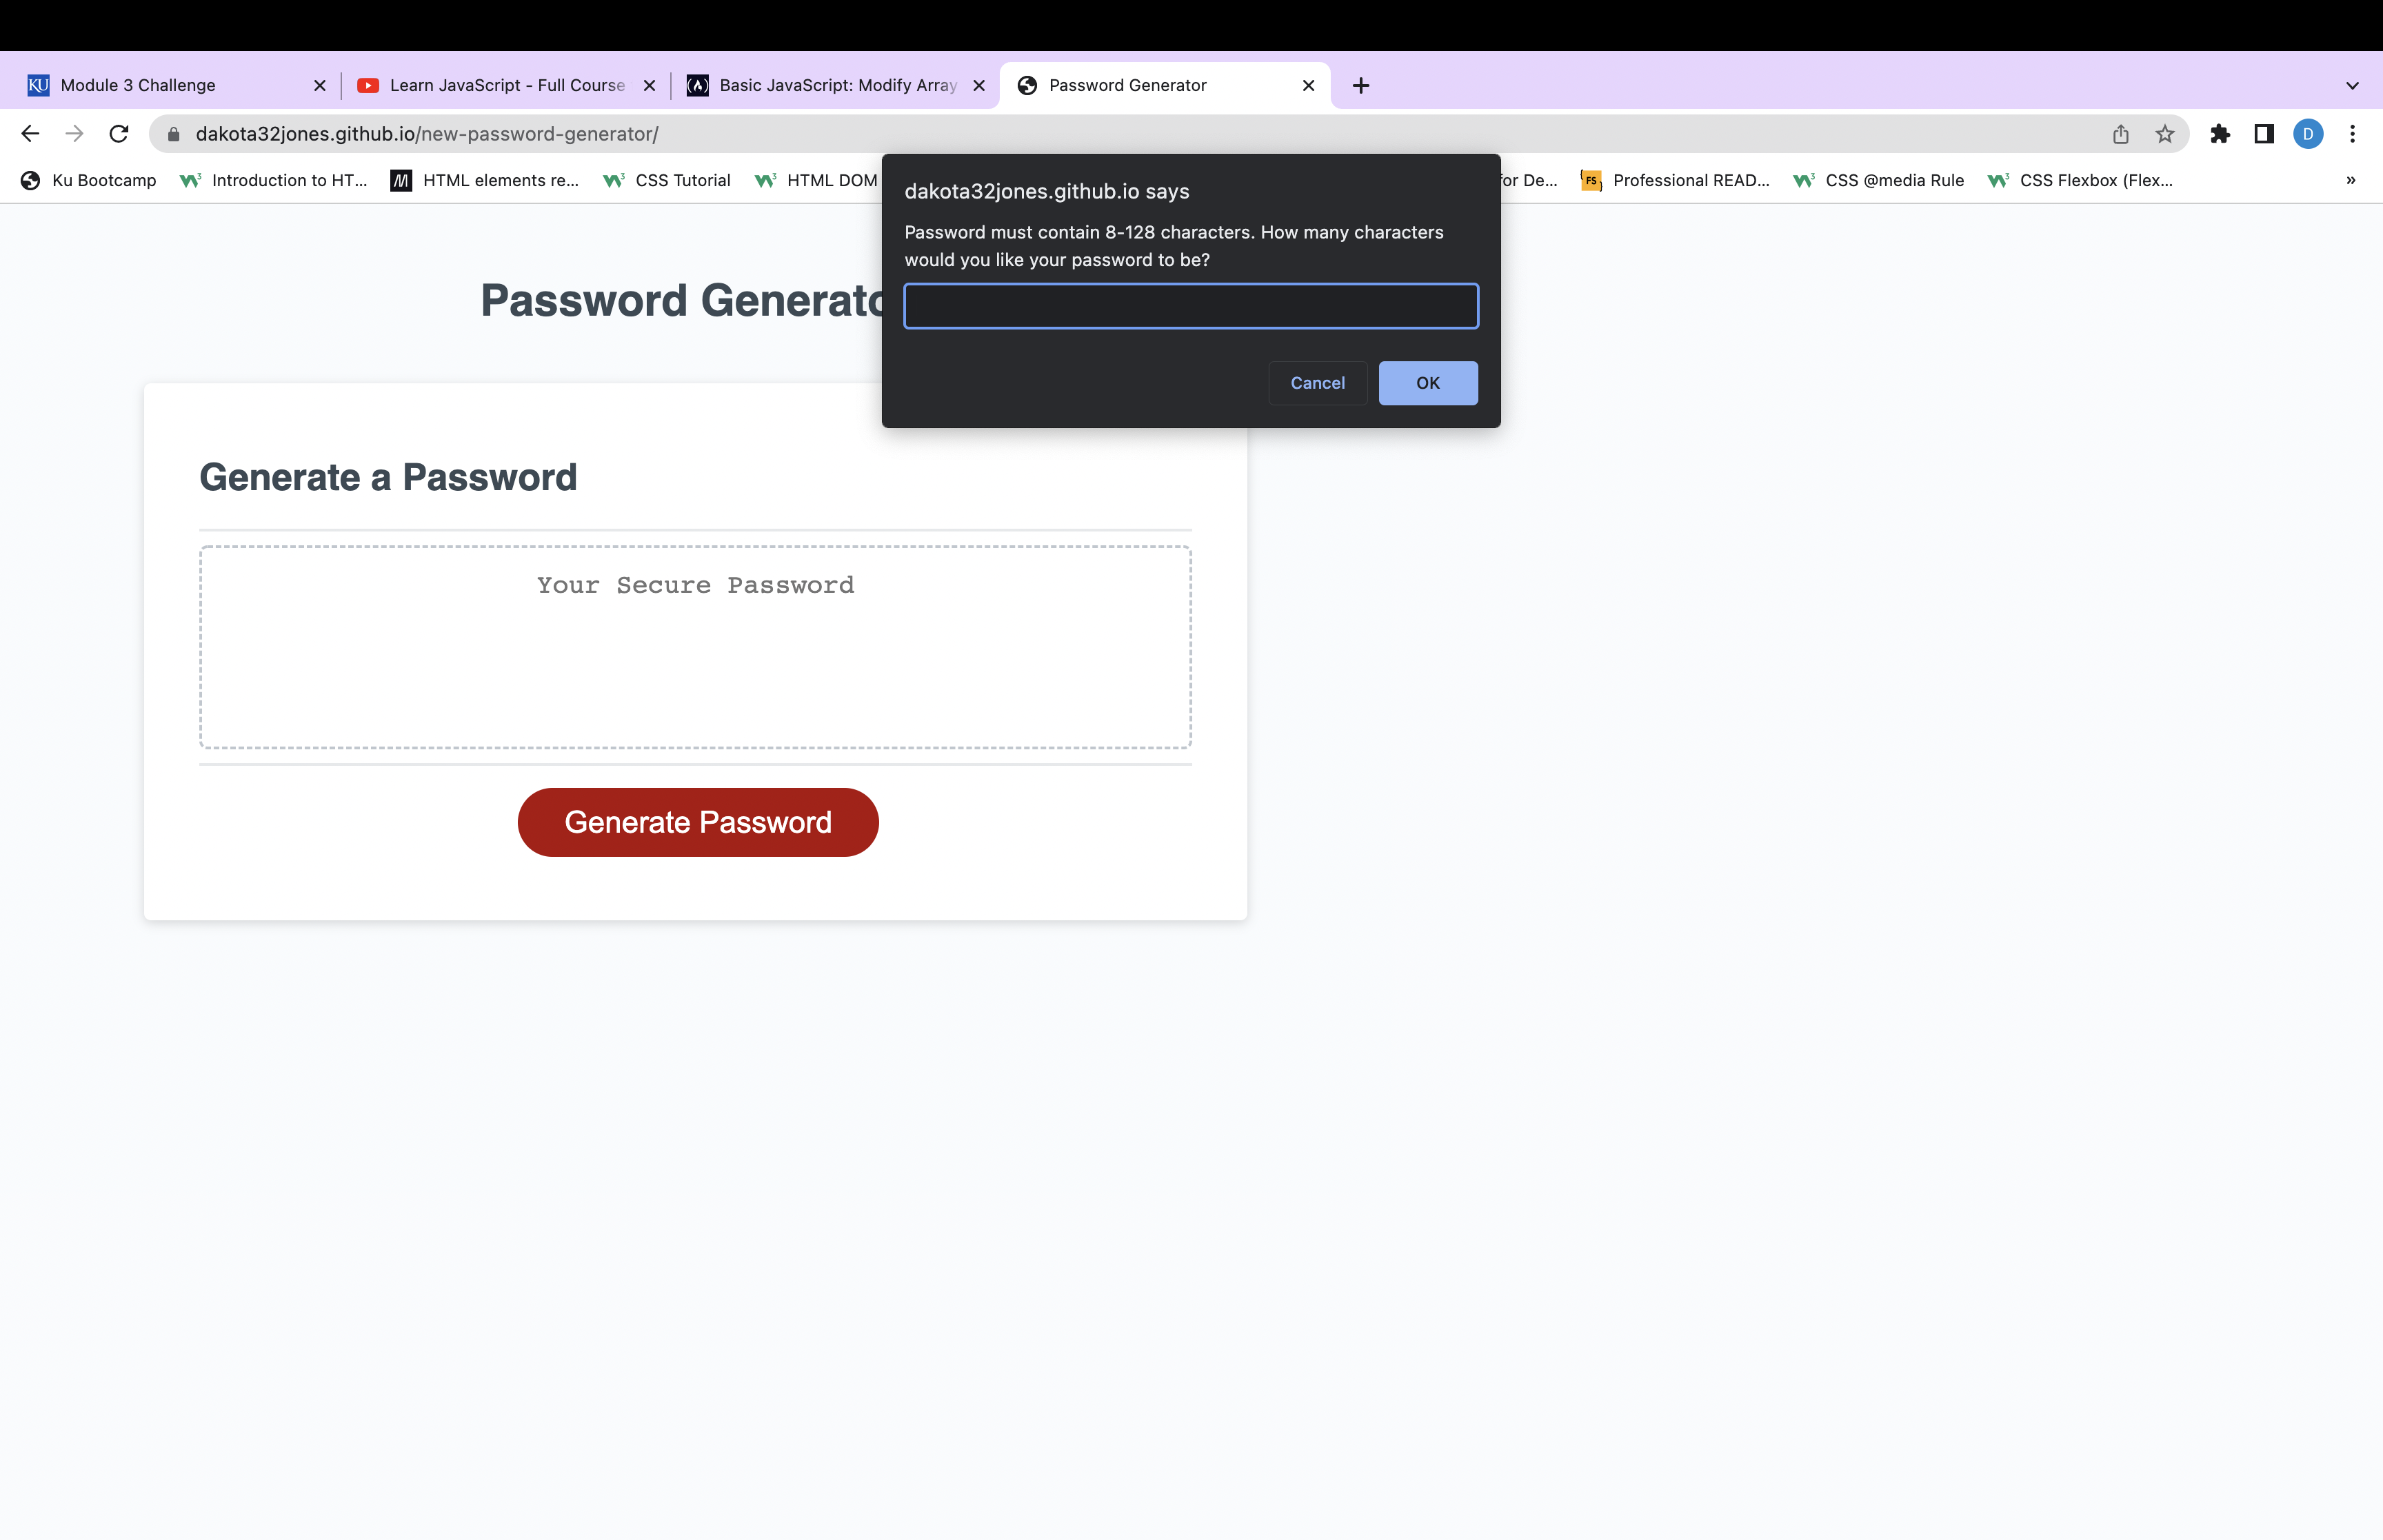 KU Module 3 Challenge
Learn JavaScript - Full Course
Basic JavaScript: Modify Array
Password Generator
dakota32jones.github.io/new-password-generator/
D
Ku Bootcamp
Introduction to HT...
HTML elements re...
CSS Tutorial
HTML DOM
for De...
FS Professional READ...
CSS @media Rule
CSS Flexbox (Flex...
»
dakota32jones.github.io says
Password must contain 8-128 characters. How many characters
would you like your password to be?
Cancel
OK
Password Generato
Generate a Password
Your Secure Password
Generate Password